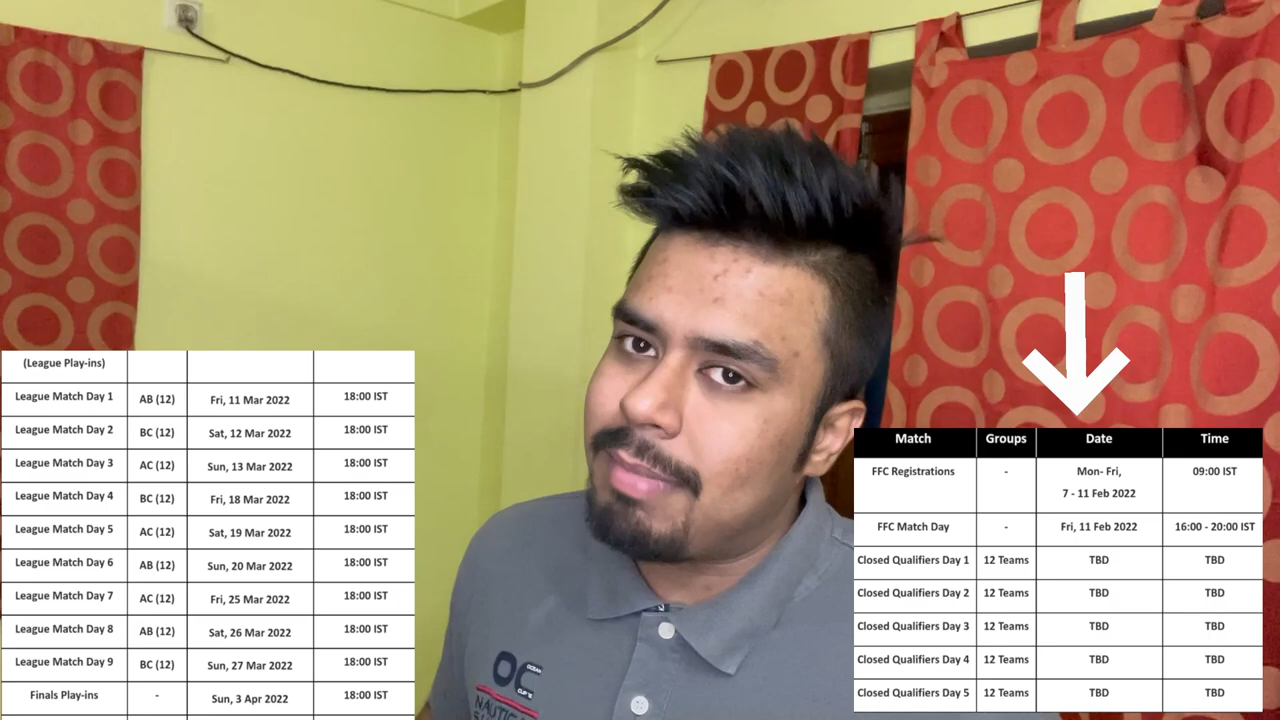 (League Play-ins)
League Match Day 1 AB (12) Fri, 11 Mar 2022 18:00 IST
League Match Day 2 BC (12) Sat, 12 Mar 2022 18:00 IST
League Match Day 3 AC (12) Sun, 13 Mar 2022 18:00 IST
League Match Day 4 BC (12) Fri, 18 Mar 2022 18:00 IST
League Match Day 5 AC (12) Sat, 19 Mar 2022 18:00 IST
League Match Day 6 AB (12) Sun, 20 Mar 2022 18:00 IST
League Match Day 7 AC (12) Fri, 25 Mar 2022 18:00 IST
League Match Day 8 AB (12) Sat, 26 Mar 2022 18:00 IST
League Match Day 9 BC (12) Sun, 27 Mar 2022 18:00 IST
Finals Play-ins - Sun, 3 Apr 2022 18:00 IST
OC OCEAN
CUP'15
NAUTIC
Match Groups Date Time
FFC Registrations - Mon- Fri, 09:00 IST
7 - 11 Feb 2022
FFC Match Day - Fri, 11 Feb 2022 16:00 - 20:00 IST
Closed Qualifiers Day 1 12 Teams TBD TBD
Closed Qualifiers Day 2 12 Teams TBD TBD
Closed Qualifiers Day 3 12 Teams TBD TBD
Closed Qualifiers Day 4 12 Teams TBD TBD
Closed Qualifiers Day 5 12 Teams TBD TBD